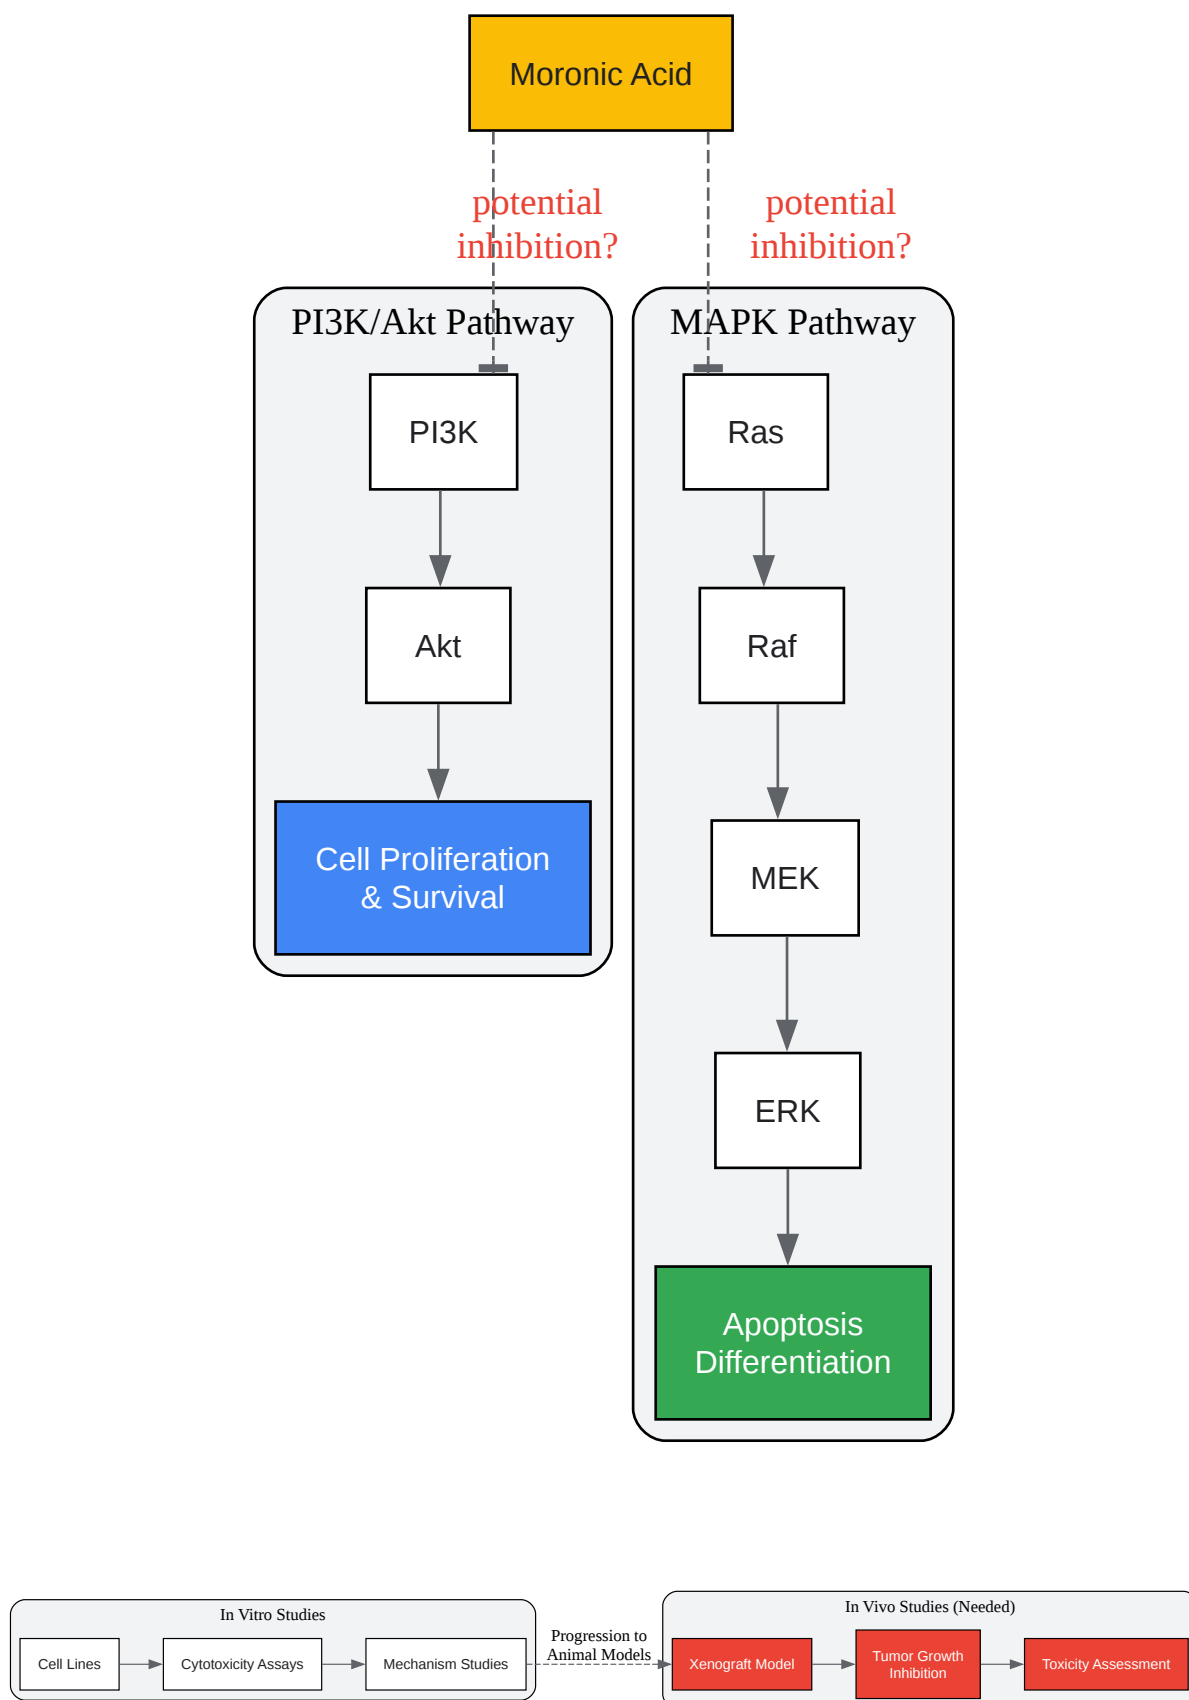 Moronic Acid
potential
inhibition?
potential
inhibition?
PI3K/Akt Pathway
PI3K
Akt
Cell Proliferation
& Survival
MAPK Pathway
Ras
Raf
MEK
ERK
Apoptosis
Differentiation
In Vitro Studies
Cell Lines
Cytotoxicity Assays
Mechanism Studies
Progression to
Animal Models
In Vivo Studies (Needed)
Xenograft Model
Tumor Growth
Inhibition
Toxicity Assessment